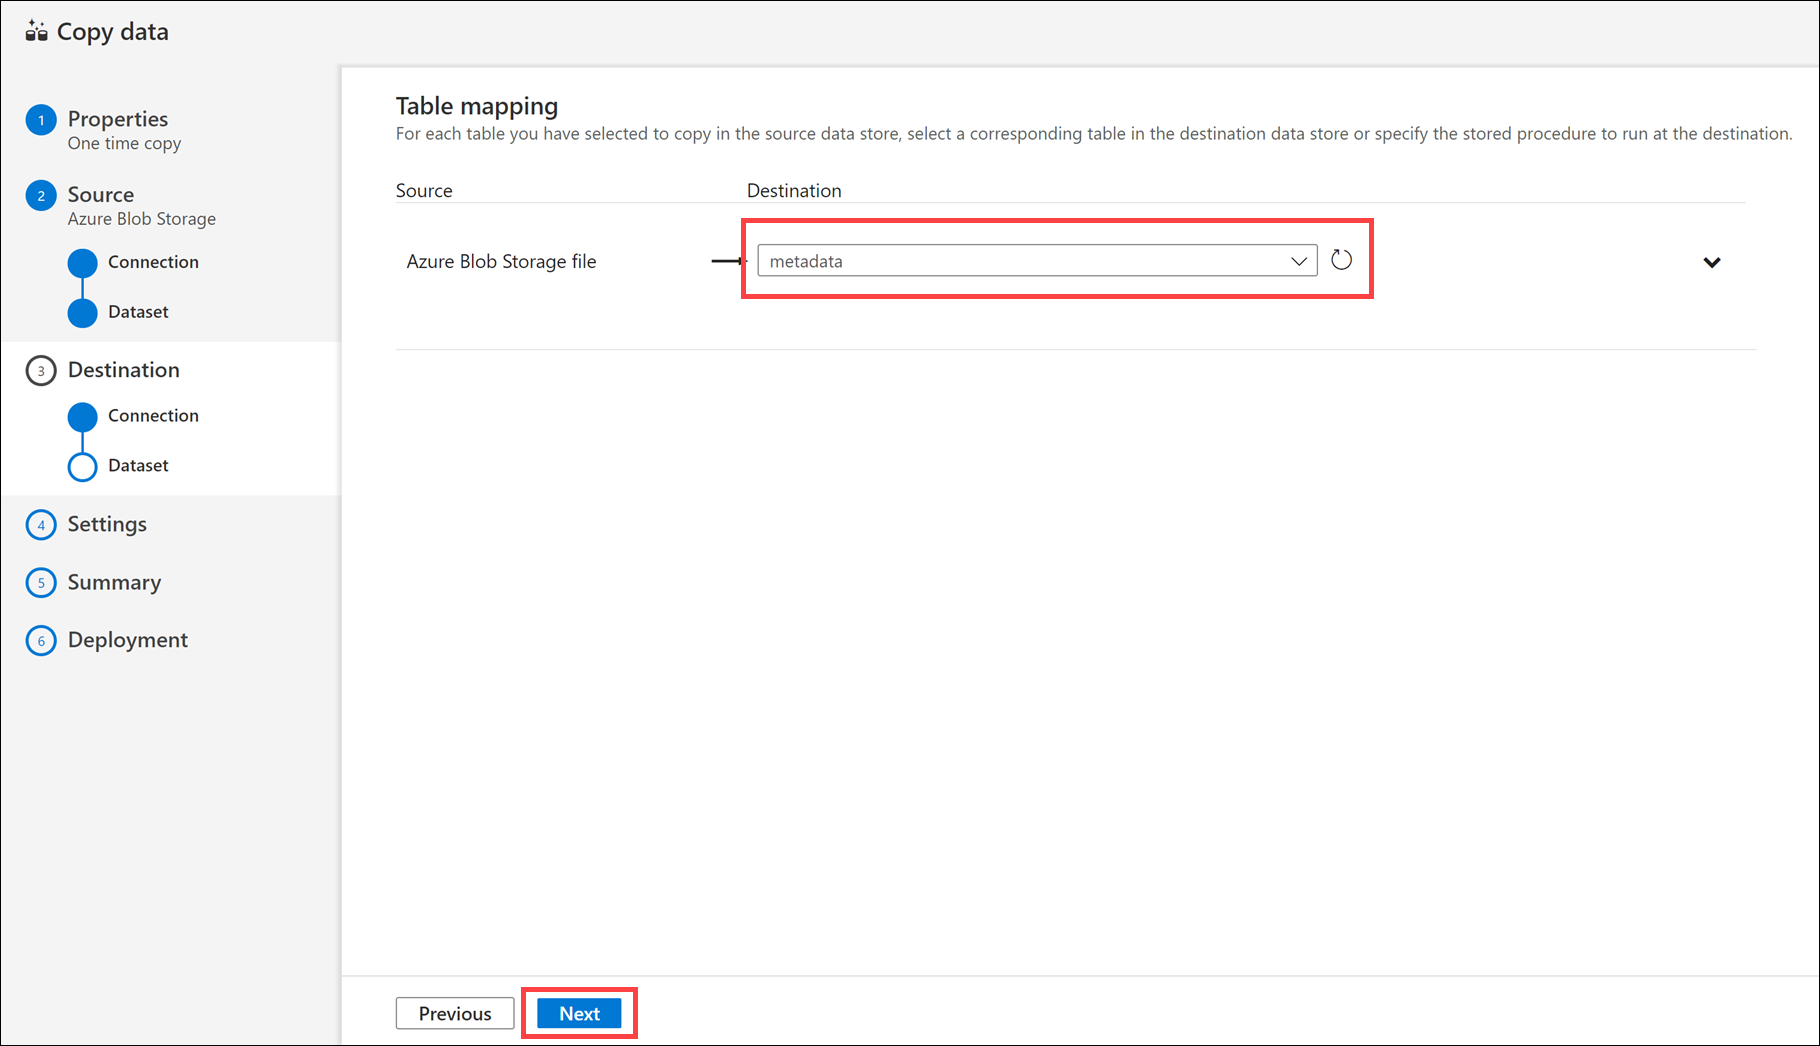 Copy data
1 Properties
One time copy
2 Source
Azure Blob Storage
Connection
Dataset
3 Destination
Connection
Dataset
4 Settings
5 Summary
6 Deployment
Table mapping
For each table you have selected to copy in the source data store, select a corresponding table in the destination data store or specify the stored procedure to run at the destination.
Source Destination
Azure Blob Storage file metadata
Previous Next